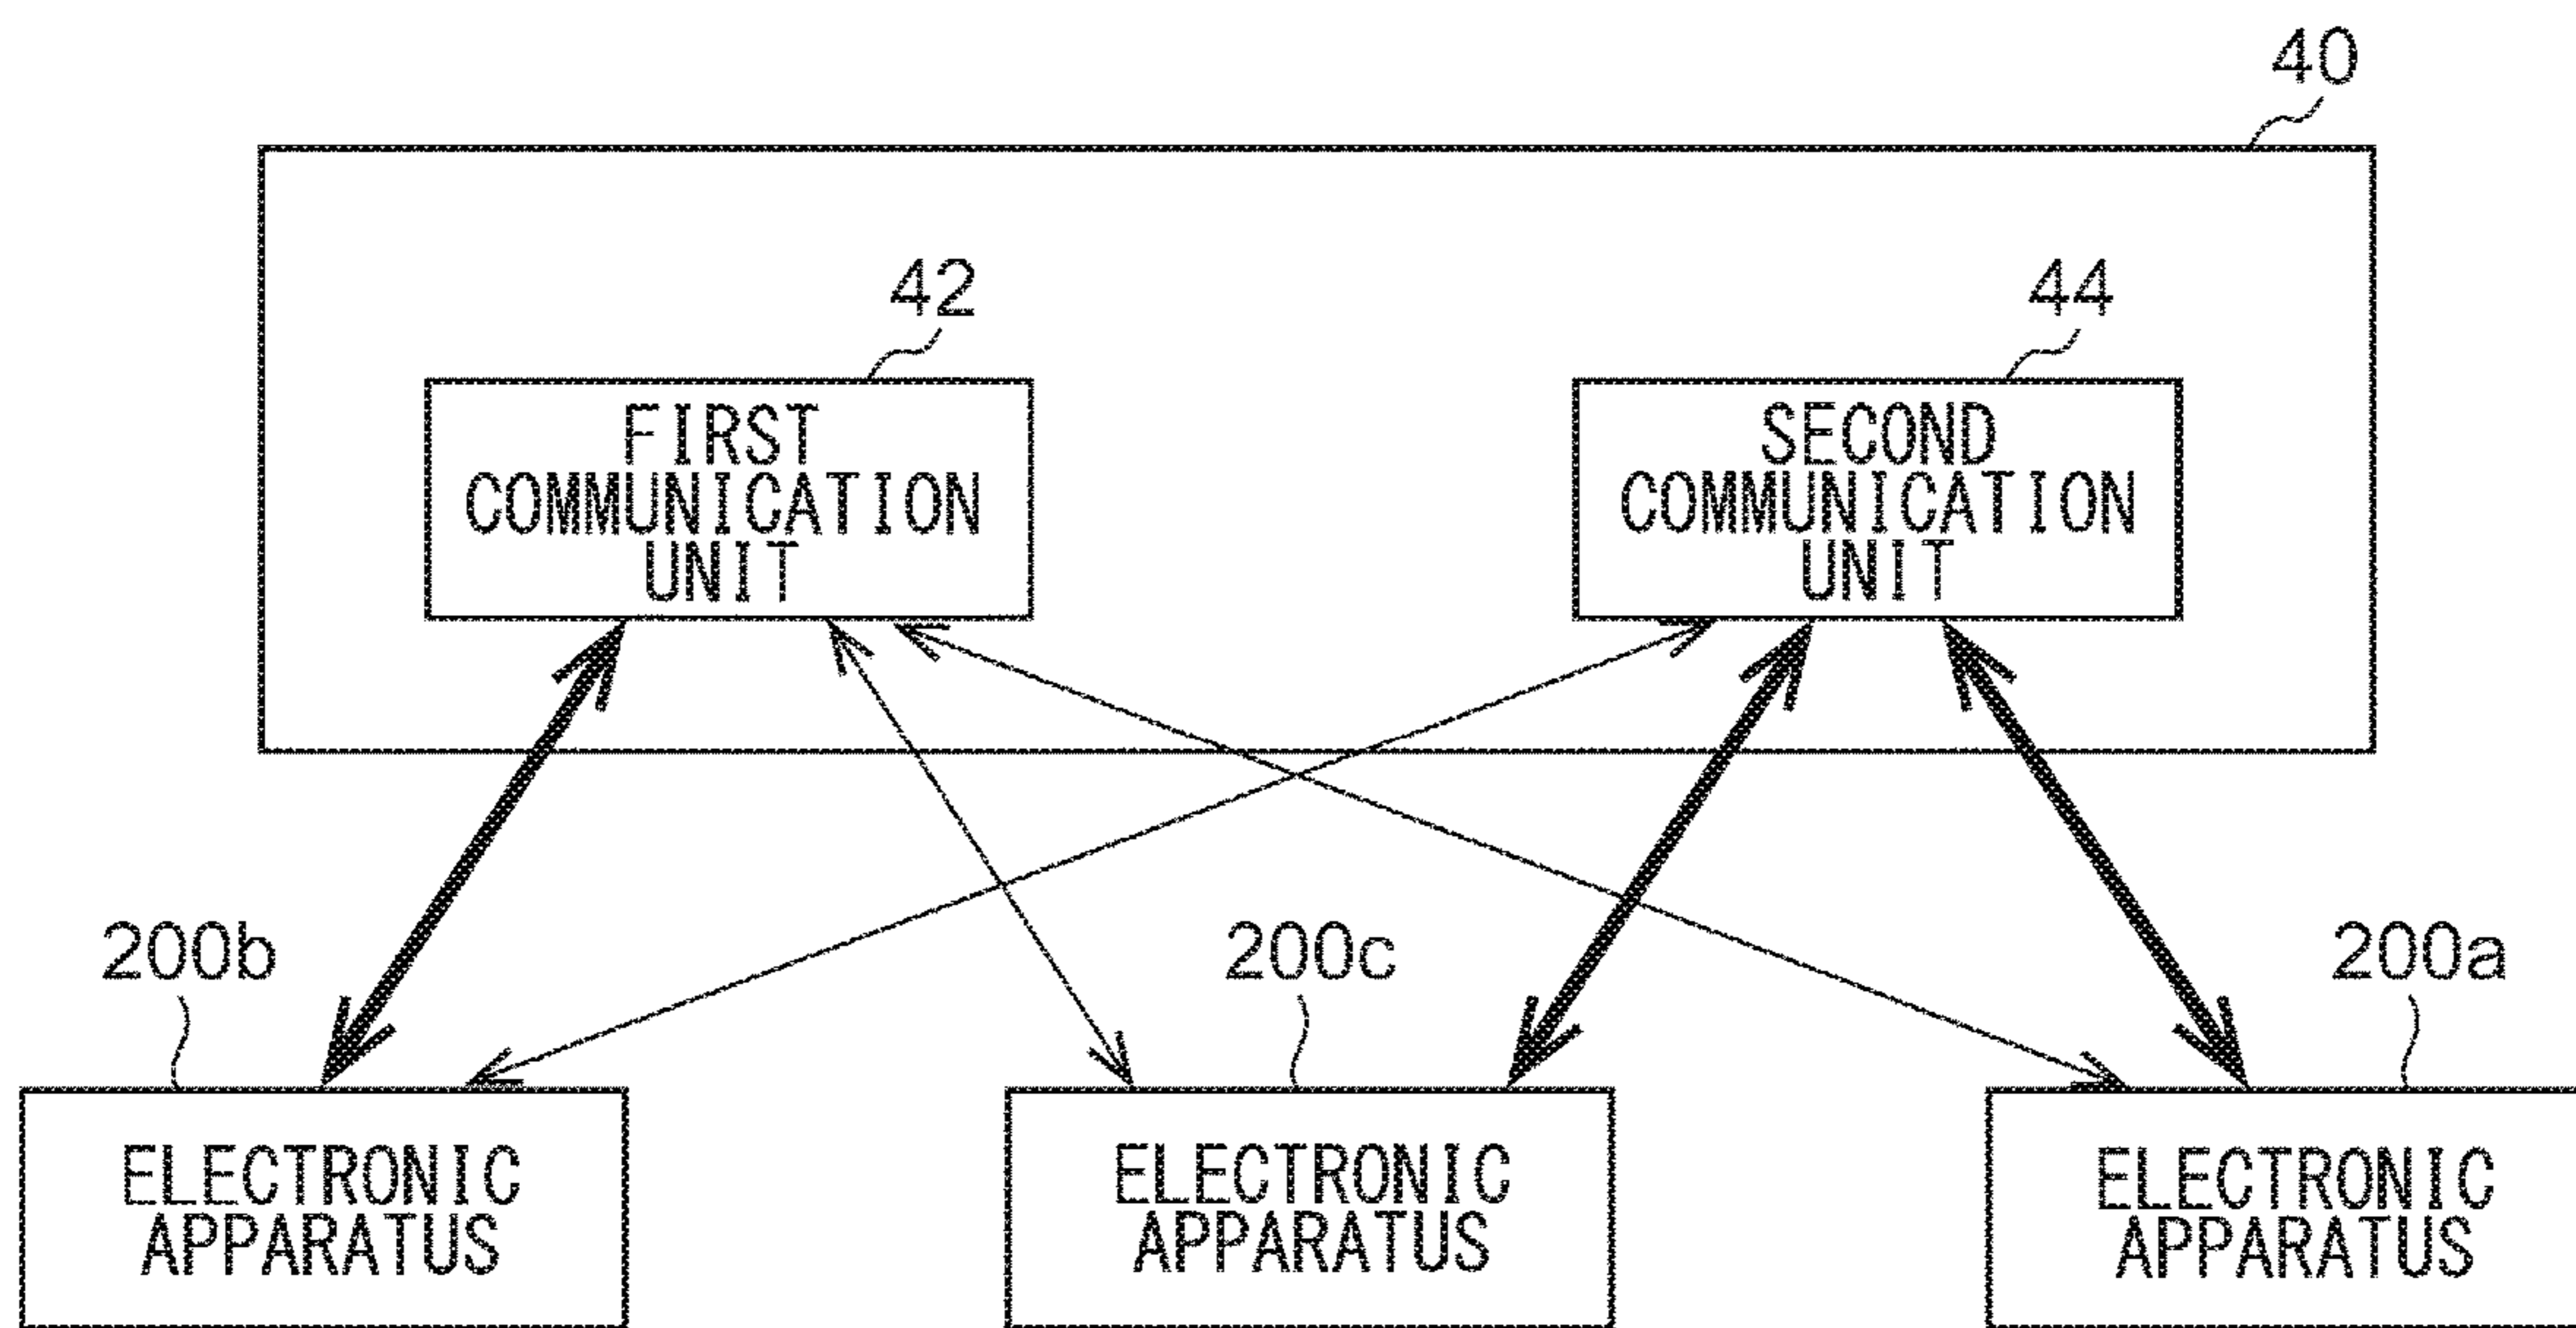 40
42
44
FIRST
COMMUNICATION
UNIT
SECOND
COMMUNICATION
UNIT
200b
200c
200a
ELECTRONIC
APPARATUS
ELECTRONIC
APPARATUS
ELECTRONIC
APPARATUS